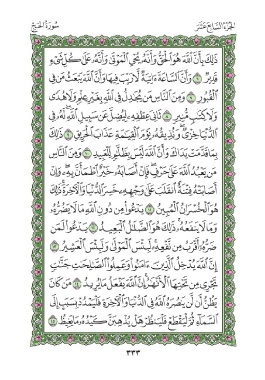 الجزء السابع عشر سورة الحج
ذَٰلِكَ بِأَنَّ ٱللَّهَ هُوَ ٱلْحَقُّ وَأَنَّهُۥ يُحْىِ ٱلْمَوْتَىٰ وَأَنَّهُۥ عَلَىٰ كُلِّ شَىْءٍ
قَدِيرٌ ٦ وَأَنَّ ٱلسَّاعَةَ ءَاتِيَةٌ لَّا رَيْبَ فِيهَا وَأَنَّ ٱللَّهَ يَبْعَثُ مَن فِى
ٱلْقُبُورِ ٧ وَمِنَ ٱلنَّاسِ مَن يُجَٰدِلُ فِى ٱللَّهِ بِغَيْرِ عِلْمٍ وَلَا هُدًى
وَلَا كِتَٰبٍ مُّنِيرٍ ٨ ثَانِىَ عِطْفِهِۦ لِيُضِلَّ عَن سَبِيلِ ٱللَّهِ لَهُۥ فِى
ٱلدُّنْيَا خِزْىٌ وَنُذِيقُهُۥ يَوْمَ ٱلْقِيَٰمَةِ عَذَابَ ٱلْحَرِيقِ ٩ ذَٰلِكَ
بِمَا قَدَّمَتْ يَدَاكَ وَأَنَّ ٱللَّهَ لَيْسَ بِظَلَّٰمٍ لِّلْعَبِيدِ ١٠ وَمِنَ ٱلنَّاسِ
مَن يَعْبُدُ ٱللَّهَ عَلَىٰ حَرْفٍ فَإِنْ أَصَابَهُۥ خَيْرٌ ٱطْمَأَنَّ بِهِۦ وَإِنْ
أَصَابَتْهُ فِتْنَةٌ ٱنقَلَبَ عَلَىٰ وَجْهِهِۦ خَسِرَ ٱلدُّنْيَا وَٱلْءَاخِرَةَ ذَٰلِكَ
هُوَ ٱلْخُسْرَانُ ٱلْمُبِينُ ١١ يَدْعُوا۟ مِن دُونِ ٱللَّهِ مَا لَا يَضُرُّهُۥ
وَمَا لَا يَنفَعُهُۥ ذَٰلِكَ هُوَ ٱلضَّلَٰلُ ٱلْبَعِيدُ ١٢ يَدْعُوا۟ لَمَن
ضَرُّهُۥٓ أَقْرَبُ مِن نَّفْعِهِۦ لَبِئْسَ ٱلْمَوْلَىٰ وَلَبِئْسَ ٱلْعَشِيرُ ١٣
إِنَّ ٱللَّهَ يُدْخِلُ ٱلَّذِينَ ءَامَنُوا۟ وَعَمِلُوا۟ ٱلصَّٰلِحَٰتِ جَنَّٰتٍ
تَجْرِى مِن تَحْتِهَا ٱلْأَنْهَٰرُ إِنَّ ٱللَّهَ يَفْعَلُ مَا يُرِيدُ ١٤ مَن كَانَ
يَظُنُّ أَن لَّن يَنصُرَهُ ٱللَّهُ فِى ٱلدُّنْيَا وَٱلْءَاخِرَةِ فَلْيَمْدُدْ بِسَبَبٍ إِلَى
ٱلسَّمَآءِ ثُمَّ لْيَقْطَعْ فَلْيَنظُرْ هَلْ يُذْهِبَنَّ كَيْدُهُۥ مَا يَغِيظُ ١٥
٣٣٣